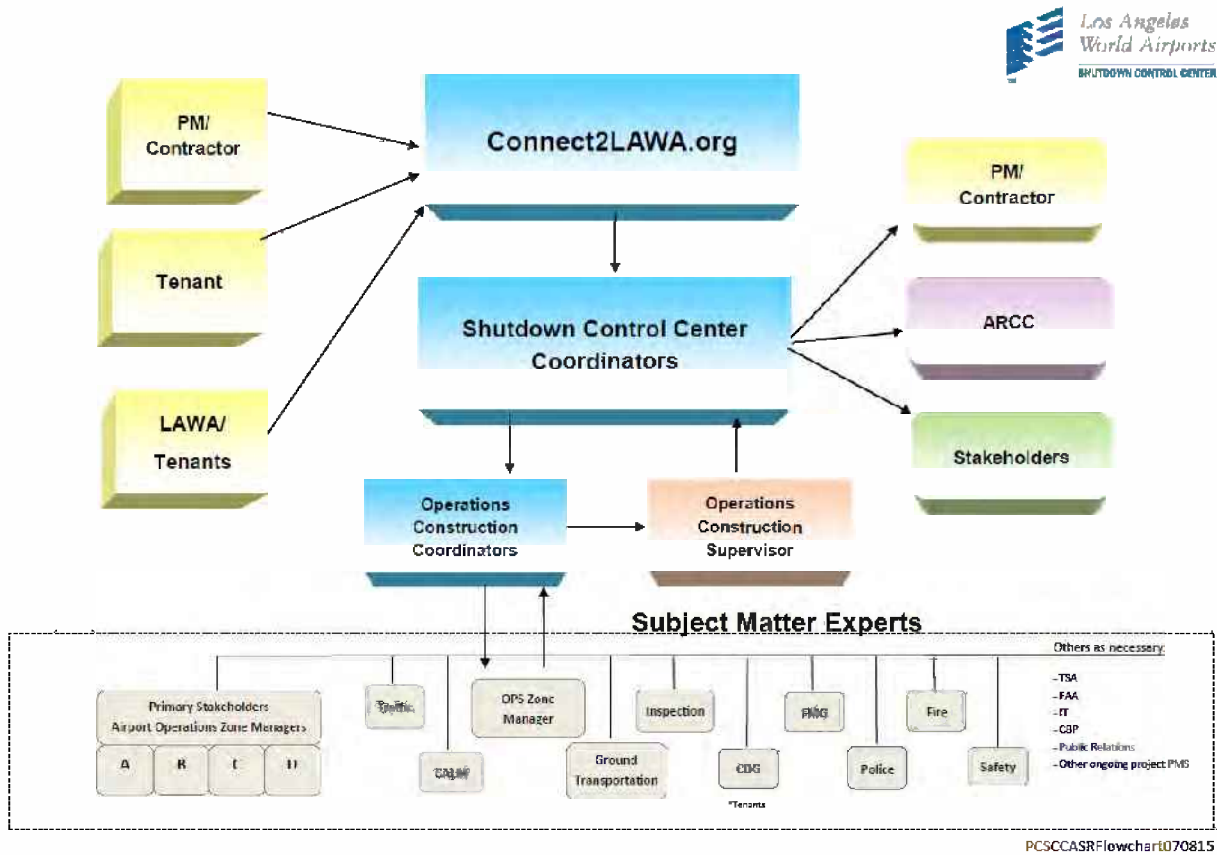 Los Angeles
World Airports
SHUTDOWN CONTROL CENTER
PM/
Contractor
Connect2LAWA.org
PM/
Contractor
Tenant
Shutdown Control Center
Coordinators
ARCC
LAWA/
Tenants
Stakeholders
Operations
Construction
Coordinators
Operations
Construction
Supervisor
Subject Matter Experts
Primary Stakeholders
Airport Operations Zone Managers
A
B
C
D
Traffic
OPS Zone
Manager
Ground
Transportation
Inspection
CDG
*Tenants
FMG
Police
Fire
Safety
Others as necessary:
-TSA
-FAA
-IT
-CBP
-Public Relations
-Other ongoing project PMS
PCSCCASRFlowchart070815